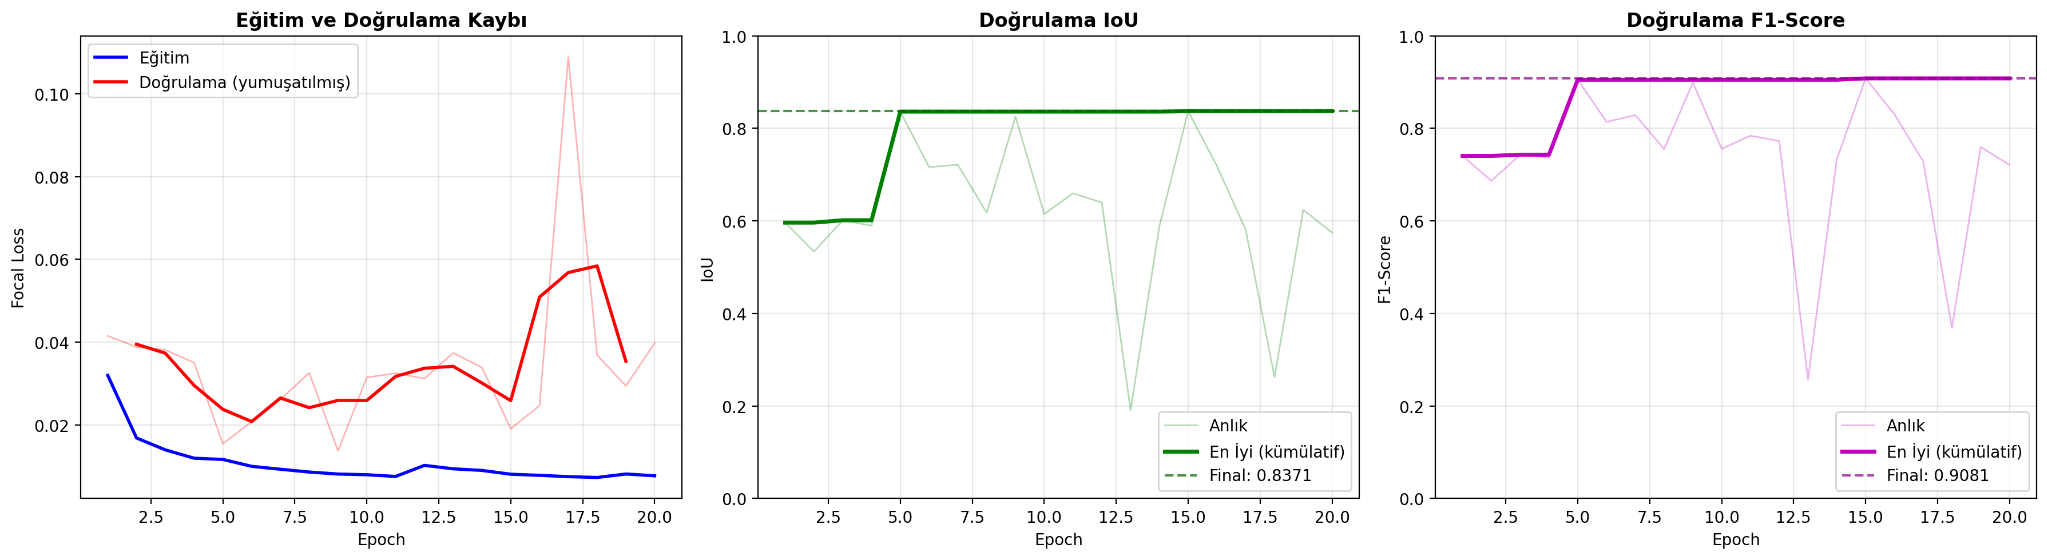 Eğitim ve Doğrulama Kaybı
Eğitim
Doğrulama (yumuşatılmış)
Focal Loss
0.10
0.08
0.06
0.04
0.02
2.5 5.0 7.5 10.0 12.5 15.0 17.5 20.0
Epoch
Doğrulama IoU
IoU
1.0
0.8
0.6
0.4
0.2
0.0
Anlık
En İyi (kümülatif)
Final: 0.8371
2.5 5.0 7.5 10.0 12.5 15.0 17.5 20.0
Epoch
Doğrulama F1-Score
F1-Score
1.0
0.8
0.6
0.4
0.2
0.0
Anlık
En İyi (kümülatif)
Final: 0.9081
2.5 5.0 7.5 10.0 12.5 15.0 17.5 20.0
Epoch